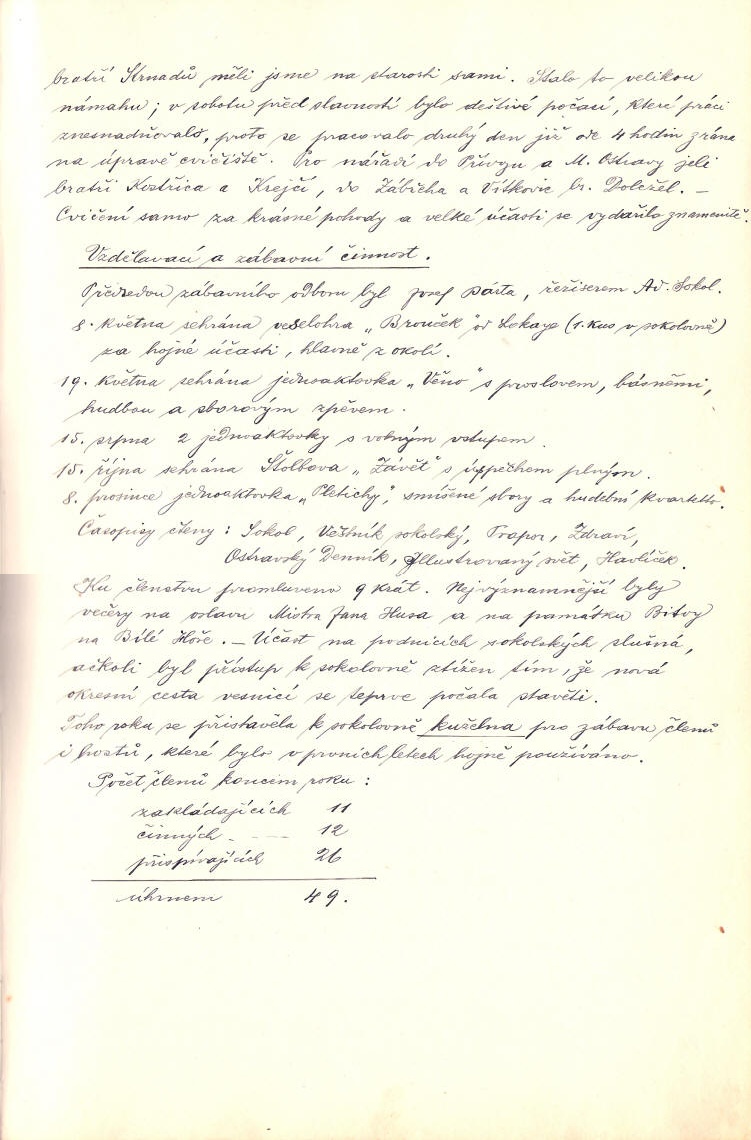 bratří Strnadů měli jsme na starosti sami. Stalo to velikou
námahu; v sobotu před slavností bylo deštivé počasí, které práci
znesnadňovalo, proto se pracovalo druhý den již ode 4 hodin zrána
na úpravě cvičiště. Pro nářadí do Přívozu a M. Ostravy jeli
bratři Kostřica a Krejčí, do Zábřeha a Vítkovic br. Doležel. –
Cvičení samo za krásné pohody a velké účasti se vydařilo znamenitě.
Vzdělavací a zábavní činnost.
Předsedou zábavního odboru byl Josef Bárta, režiserem Ad. Sokol.
8. května sehrána veselohra „Brouček" od Lokaye (1. kus v sokolovně)
za hojné účasti, hlavně z okolí.
19. května sehrána jednoaktovka „Věno" s proslovem, básněmi,
hudbou a sborovým zpěvem.
15. srpna 2 jednoaktovky s volným vstupem.
15. října sehrána Štolbova „Závěť" s úspěchem plným.
8. prosince jednoaktovka „Pletichy", smíšené sbory a hudební kvartetto.
Časopisy čteny: Sokol, Věstník sokolský, Prapor, Zdraví,
Ostravský Denník, Illustrovaný svět, Havlíček.
Ku členstvu promluveno 9 krát. Nejvýznamnější byly
večery na oslavu Mistra Jana Husa a na památku Bitvy
na Bílé Hoře. – Účast na podnicích sokolských slušná,
ačkoli byl přístup k sokolovně ztížen tím, že nová
okresní cesta vesnicí se teprve počala stavěti.
Toho roku se přistavěla k sokolovně kuželna pro zábavu členů
i hostů, které bylo v prvních letech hojně používáno.
Počet členů koncem roku:
zakládajících 11
činných – — 12
přispívajících 26
úhrnem 49.